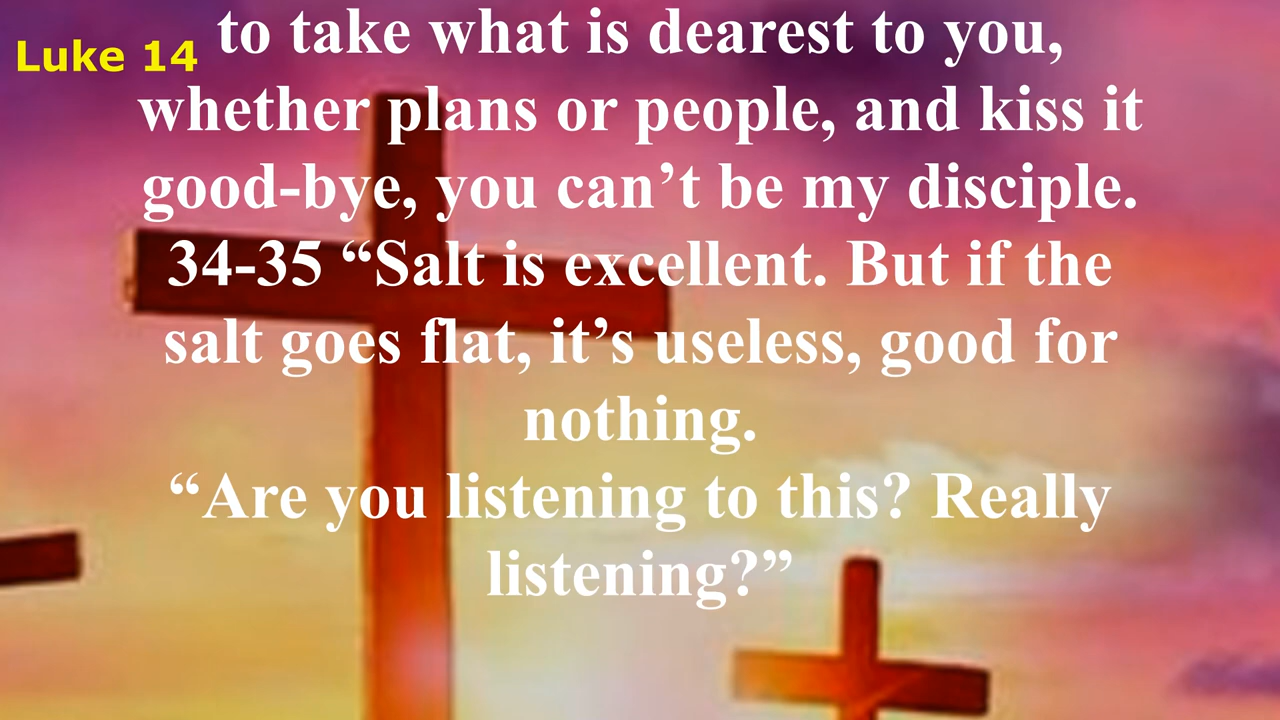 Luke 14
to take what is dearest to you,
whether plans or people, and kiss it
good-bye, you can’t be my disciple.
34-35 “Salt is excellent. But if the
salt goes flat, it’s useless, good for
nothing.
“Are you listening to this? Really
listening?”